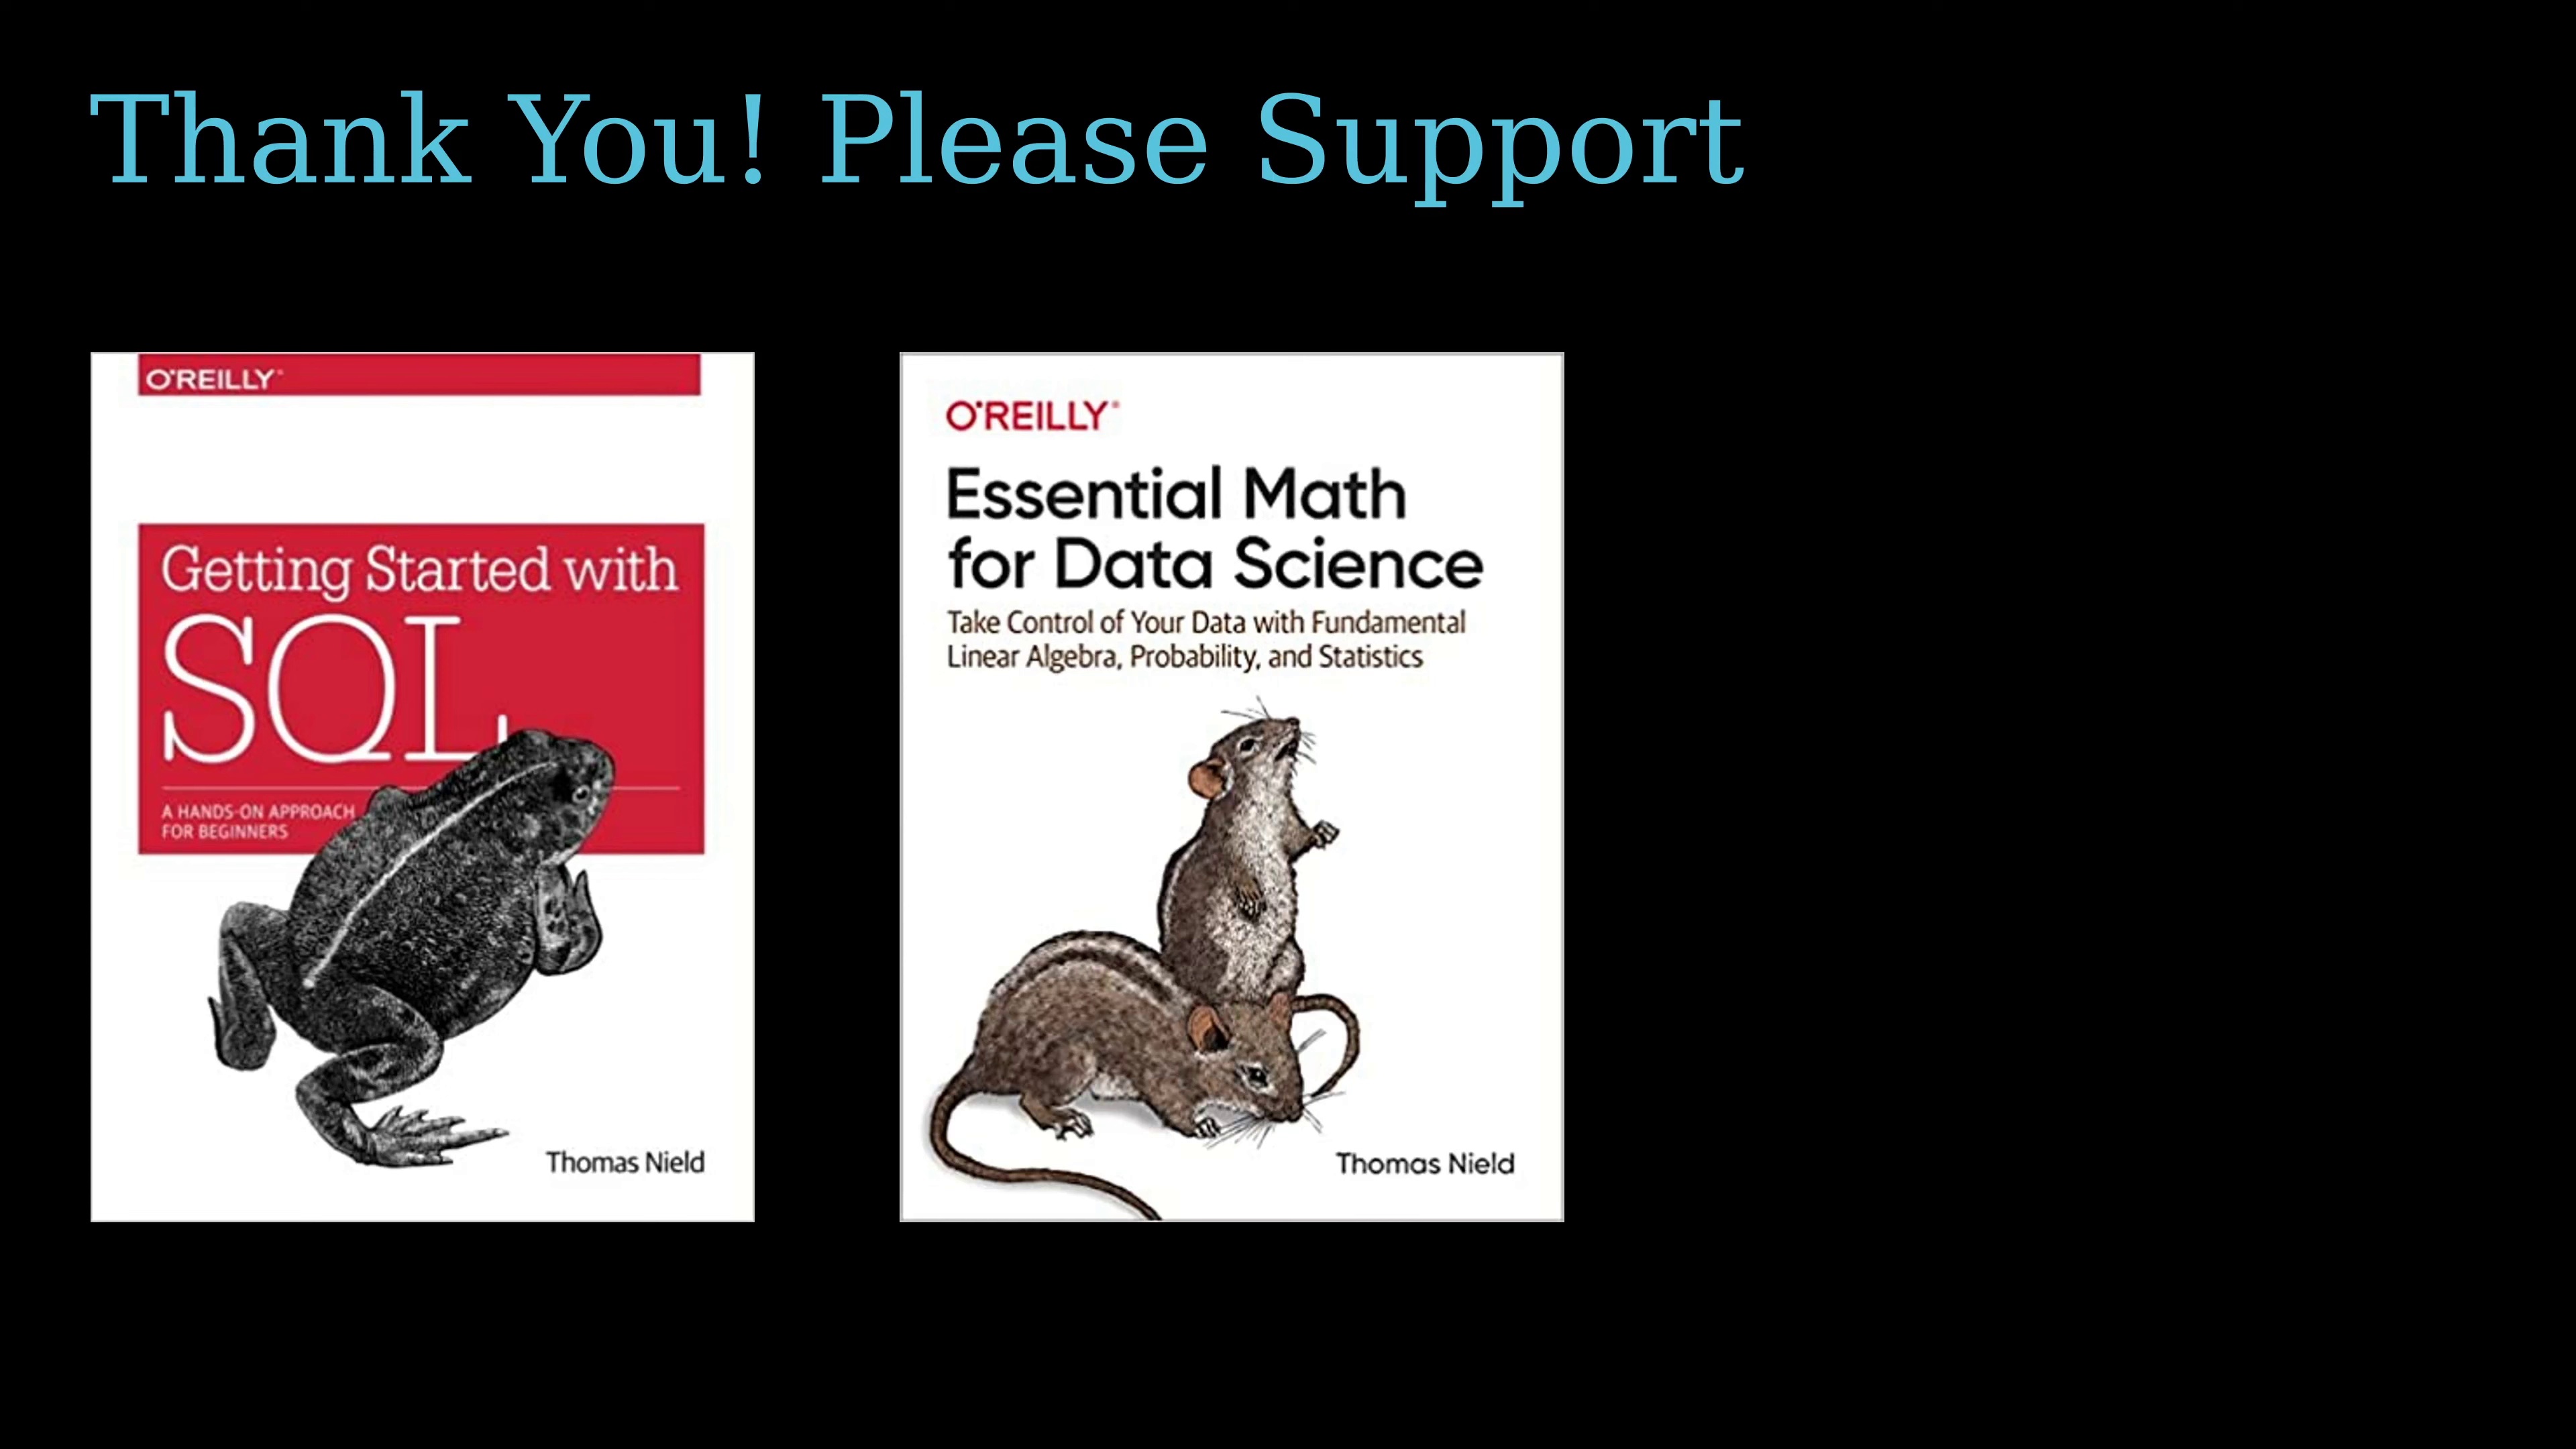 Thank You! Please Support
O'REILLY®
Getting Started with
SQL
A HANDS-ON APPROACH
FOR BEGINNERS
Thomas Nield
O'REILLY®
Essential Math
for Data Science
Take Control of Your Data with Fundamental
Linear Algebra, Probability, and Statistics
Thomas Nield